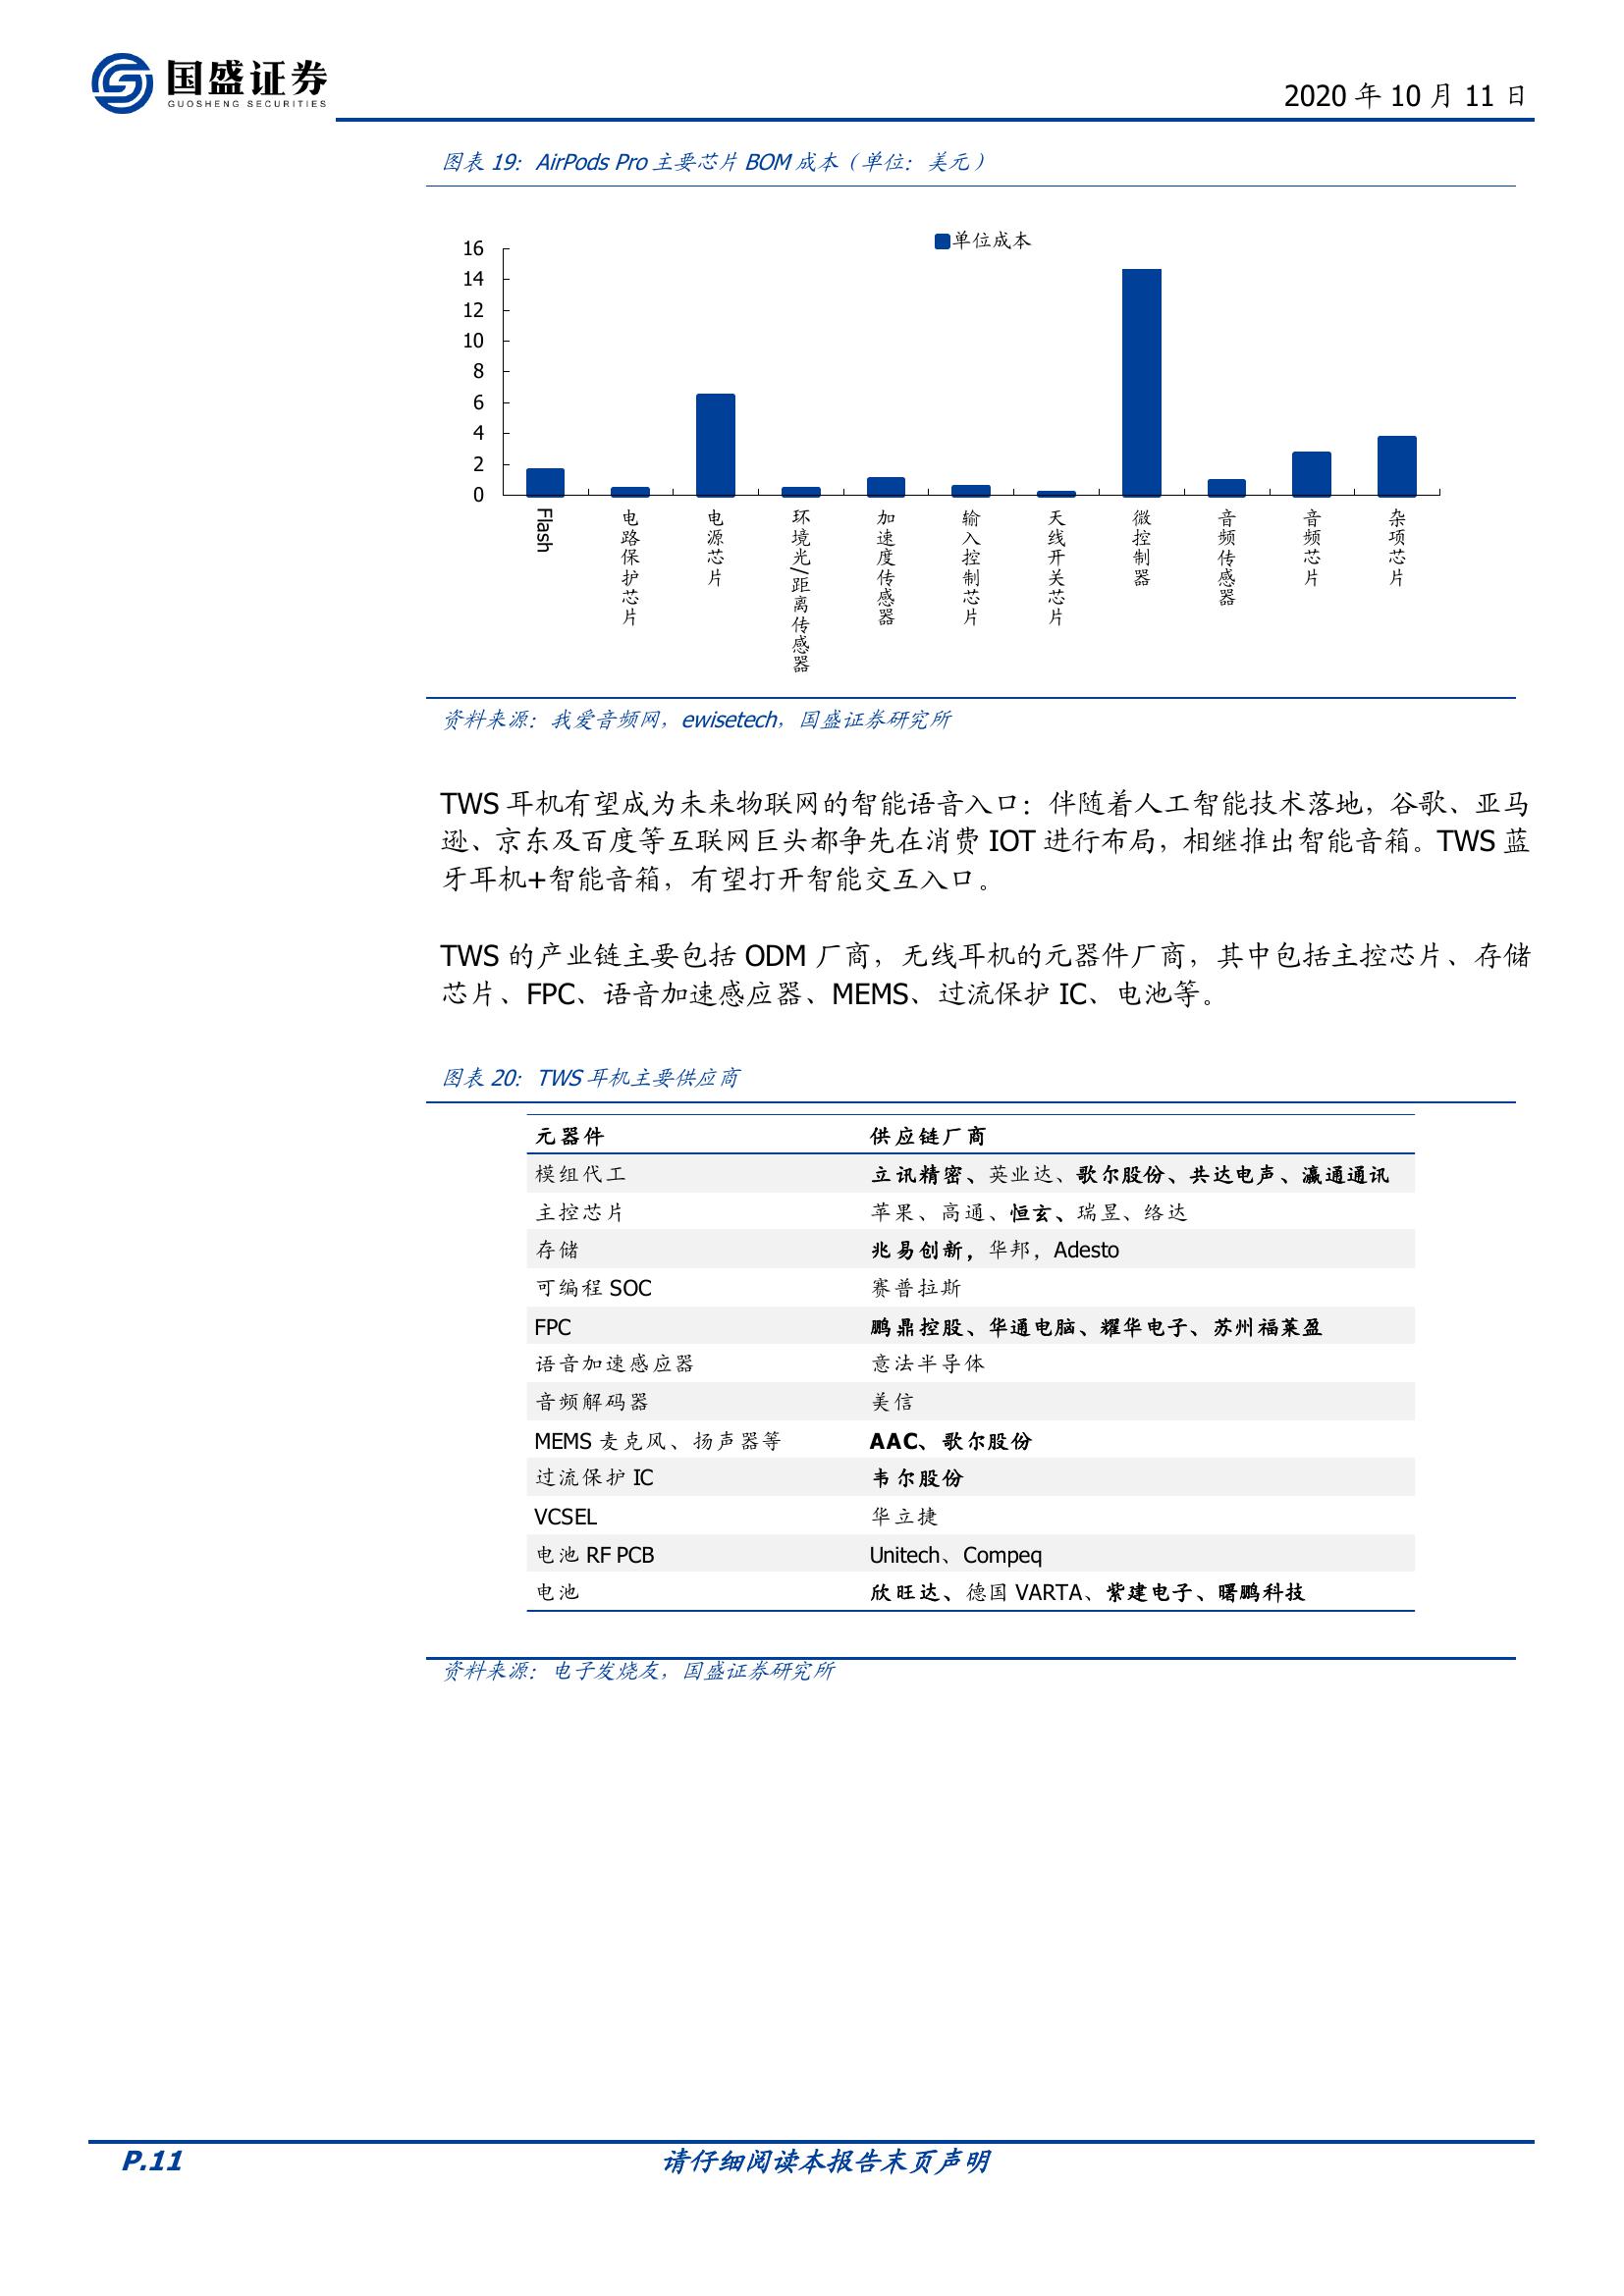 国盛证券
GUOSHENG SECURITIES
2020 年 10 月 11 日
图表 19：AirPods Pro 主要芯片 BOM 成本（单位：美元）
单位成本
16
14
12
10
8
6
4
2
0
Flash
电路保护芯片
电源芯片
环境光/距离传感器
加速度传感器
输入控制芯片
天线开关芯片
微控制器
音频传感器
音频芯片
杂项芯片
资料来源：我爱音频网，ewisetech，国盛证券研究所
TWS 耳机有望成为未来物联网的智能语音入口：伴随着人工智能技术落地，谷歌、亚马
逊、京东及百度等互联网巨头都争先在消费 IOT 进行布局，相继推出智能音箱。TWS 蓝
牙耳机+智能音箱，有望打开智能交互入口。
TWS 的产业链主要包括 ODM 厂商，无线耳机的元器件厂商，其中包括主控芯片、存储
芯片、FPC、语音加速感应器、MEMS、过流保护 IC、电池等。
图表 20：TWS 耳机主要供应商
元器件 供应链厂商
模组代工 立讯精密、英业达、歌尔股份、共达电声、瀛通通讯
主控芯片 苹果、高通、恒玄、瑞昱、络达
存储 兆易创新，华邦，Adesto
可编程 SOC 赛普拉斯
FPC 鹏鼎控股、华通电脑、耀华电子、苏州福莱盈
语音加速感应器 意法半导体
音频解码器 美信
MEMS 麦克风、扬声器等 AAC、歌尔股份
过流保护 IC 韦尔股份
VCSEL 华立捷
电池 RF PCB Unitech、Compeq
电池 欣旺达、德国 VARTA、紫建电子、曙鹏科技
资料来源：电子发烧友，国盛证券研究所
P.11
请仔细阅读本报告末页声明